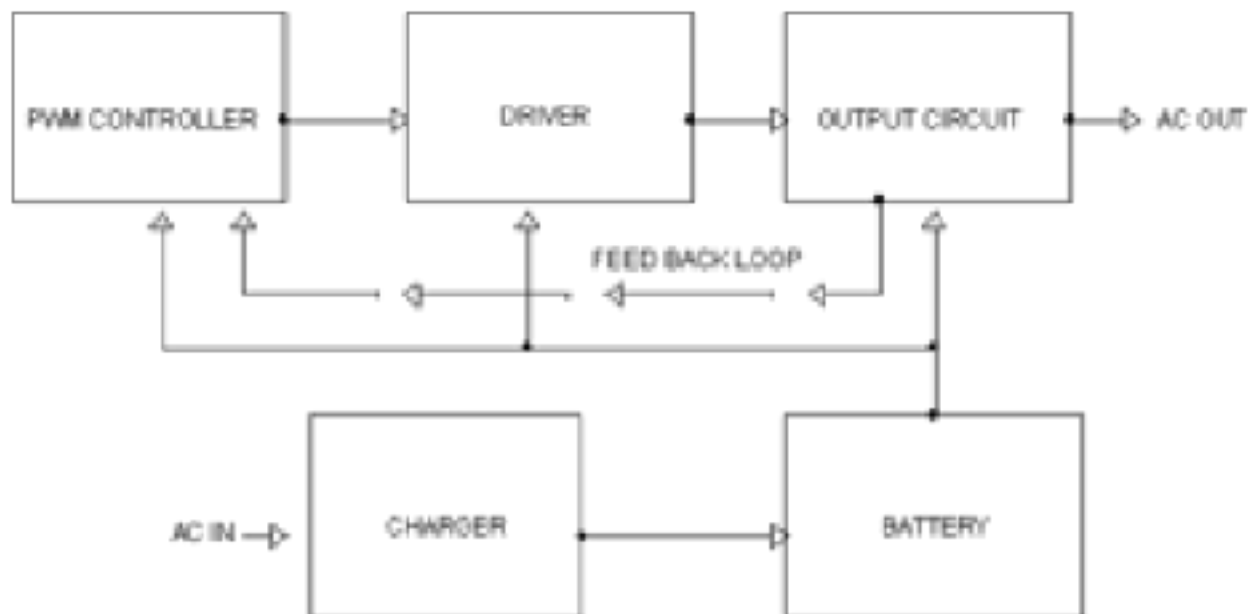 PWM CONTROLLER
DRIVER
OUTPUT CIRCUIT
AC OUT
FEED BACK LOOP
AC IN
CHARGER
BATTERY